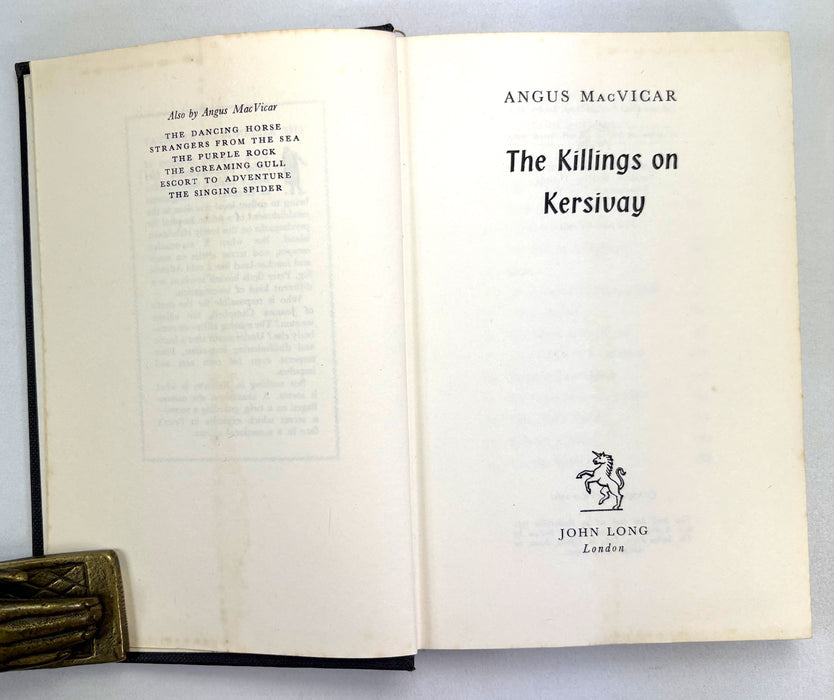 Also by Angus MacVicar
THE DANCING HORSE
STRANGERS FROM THE SEA
THE PURPLE ROCK
THE SCREAMING GULL
ESCORT TO ADVENTURE
THE SINGING SPIDER
ANGUS MACVICAR
The Killings on
Kersivay
JOHN LONG
London